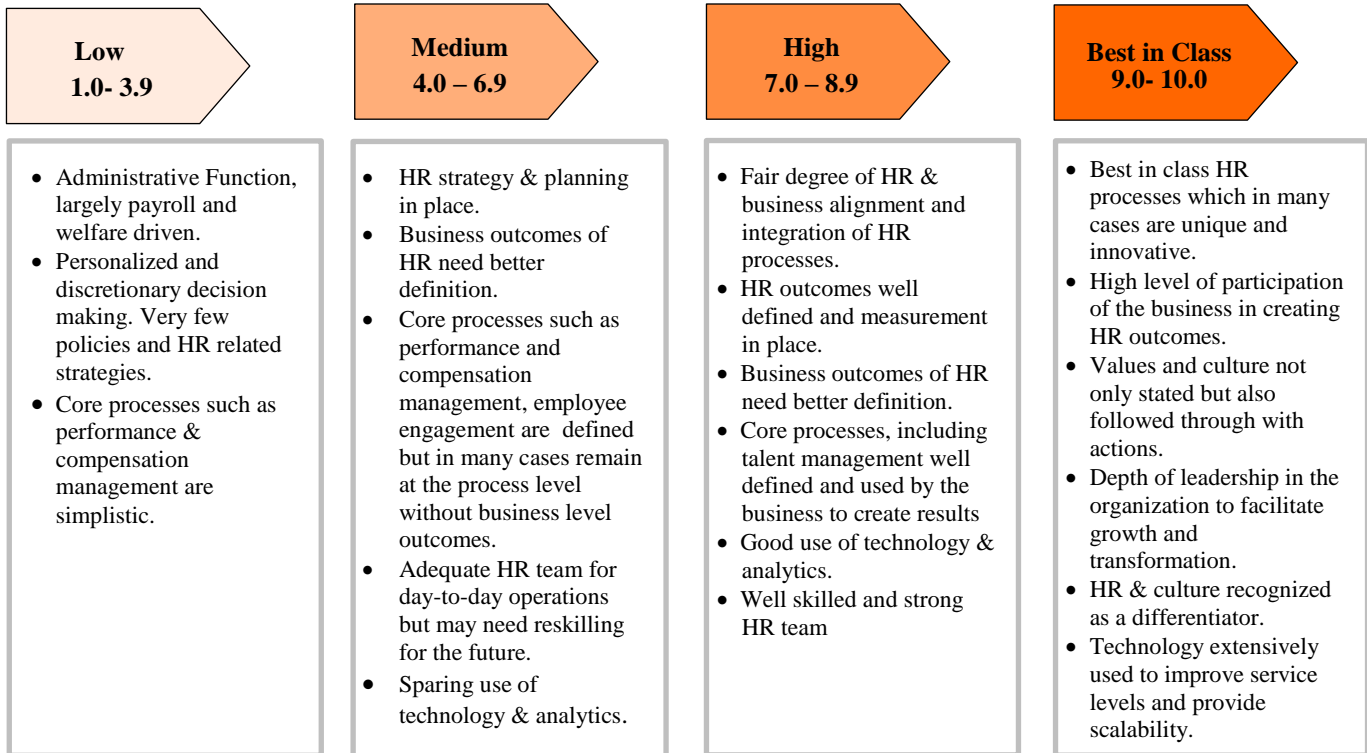 Low
1.0- 3.9
Medium
4.0 – 6.9
High
7.0 – 8.9
Best in Class
9.0- 10.0
• Administrative Function,
largely payroll and
welfare driven.
• Personalized and
discretionary decision
making. Very few
policies and HR related
strategies.
• Core processes such as
performance &
compensation
management are
simplistic.
• HR strategy & planning
in place.
• Business outcomes of
HR need better
definition.
• Core processes such as
performance and
compensation
management, employee
engagement are defined
but in many cases remain
at the process level
without business level
outcomes.
• Adequate HR team for
day-to-day operations
but may need reskilling
for the future.
• Sparing use of
technology & analytics.
• Fair degree of HR &
business alignment and
integration of HR
processes.
• HR outcomes well
defined and measurement
in place.
• Business outcomes of HR
need better definition.
• Core processes, including
talent management well
defined and used by the
business to create results
• Good use of technology &
analytics.
• Well skilled and strong
HR team
• Best in class HR
processes which in many
cases are unique and
innovative.
• High level of participation
of the business in creating
HR outcomes.
• Values and culture not
only stated but also
followed through with
actions.
• Depth of leadership in the
organization to facilitate
growth and
transformation.
• HR & culture recognized
as a differentiator.
• Technology extensively
used to improve service
levels and provide
scalability.